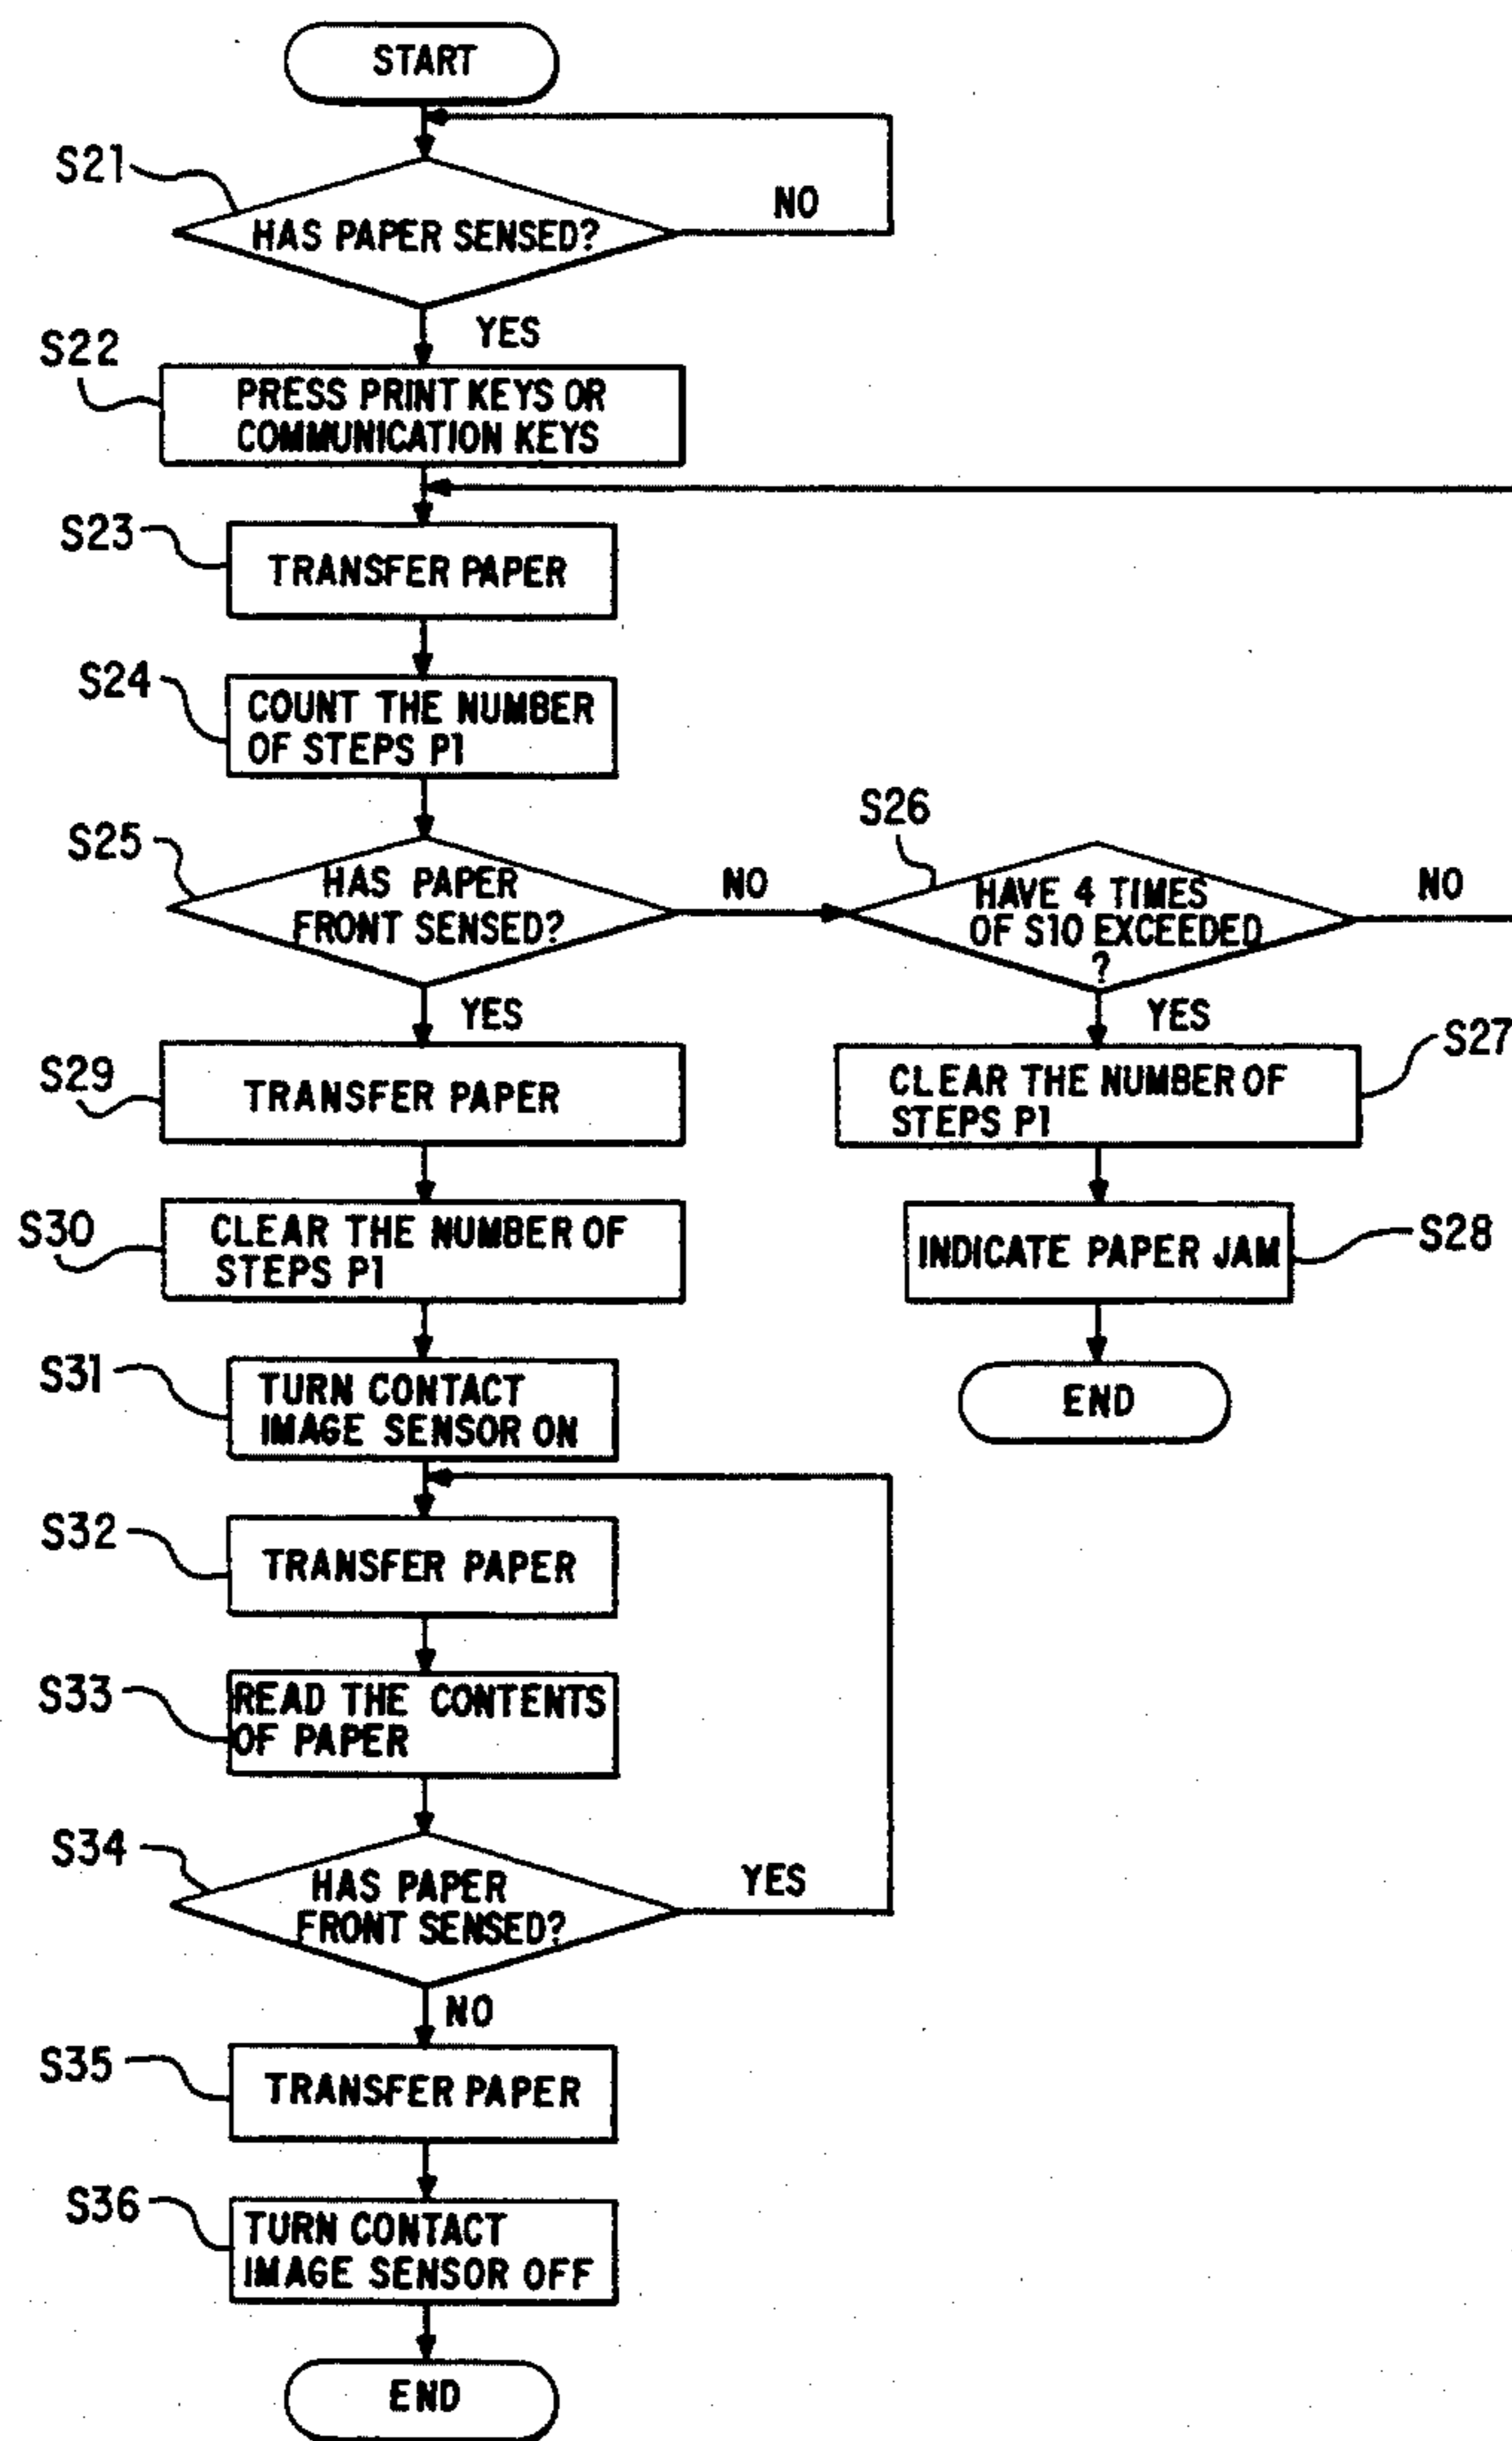 START
S21
HAS PAPER SENSED?
NO
YES
S22
PRESS PRINT KEYS OR
COMMUNICATION KEYS
S23
TRANSFER PAPER
S24
COUNT THE NUMBER
OF STEPS P1
S25
HAS PAPER
FRONT SENSED?
NO
S26
HAVE 4 TIMES
OF S10 EXCEEDED
?
NO
YES
YES
S27
CLEAR THE NUMBER OF
STEPS P1
S28
INDICATE PAPER JAM
END
S29
TRANSFER PAPER
S30
CLEAR THE NUMBER OF
STEPS P1
S31
TURN CONTACT
IMAGE SENSOR ON
S32
TRANSFER PAPER
S33
READ THE CONTENTS
OF PAPER
S34
HAS PAPER
FRONT SENSED?
YES
NO
S35
TRANSFER PAPER
S36
TURN CONTACT
IMAGE SENSOR OFF
END